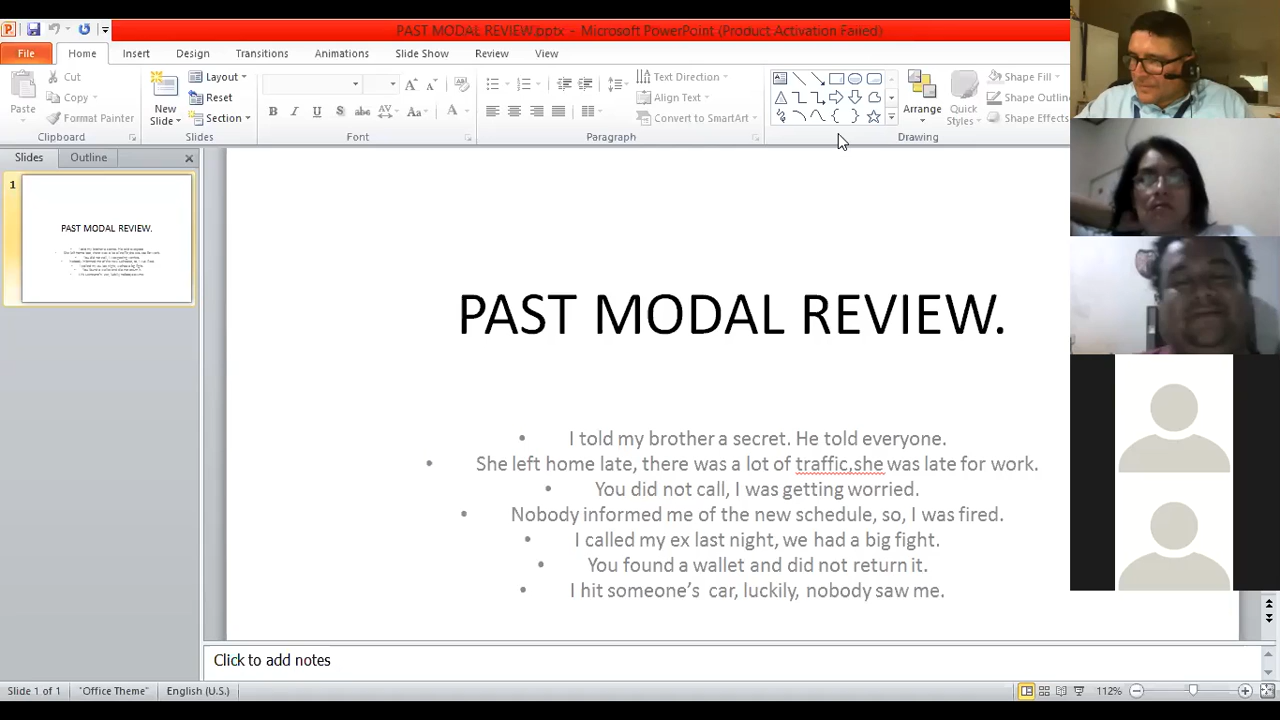 PAST MODAL REVIEW.pptx - Microsoft PowerPoint (Product Activation Failed)
File Home Insert Design Transitions Animations Slide Show Review View
Cut Layout Text Direction Shape Fill
Paste Copy New Slide Reset Align Text Arrange Quick Styles Shape Outline
Format Painter Section Convert to SmartArt Shape Effects
Clipboard Slides Font Paragraph Drawing
Slides Outline
1
PAST MODAL REVIEW.
PAST MODAL REVIEW.
• I told my brother a secret. He told everyone.
• She left home late, there was a lot of traffic,she was late for work.
• You did not call, I was getting worried.
• Nobody informed me of the new schedule, so, I was fired.
• I called my ex last night, we had a big fight.
• You found a wallet and did not return it.
• I hit someone's car, luckily, nobody saw me.
Click to add notes
Slide 1 of 1 "Office Theme" English (U.S.) 112%